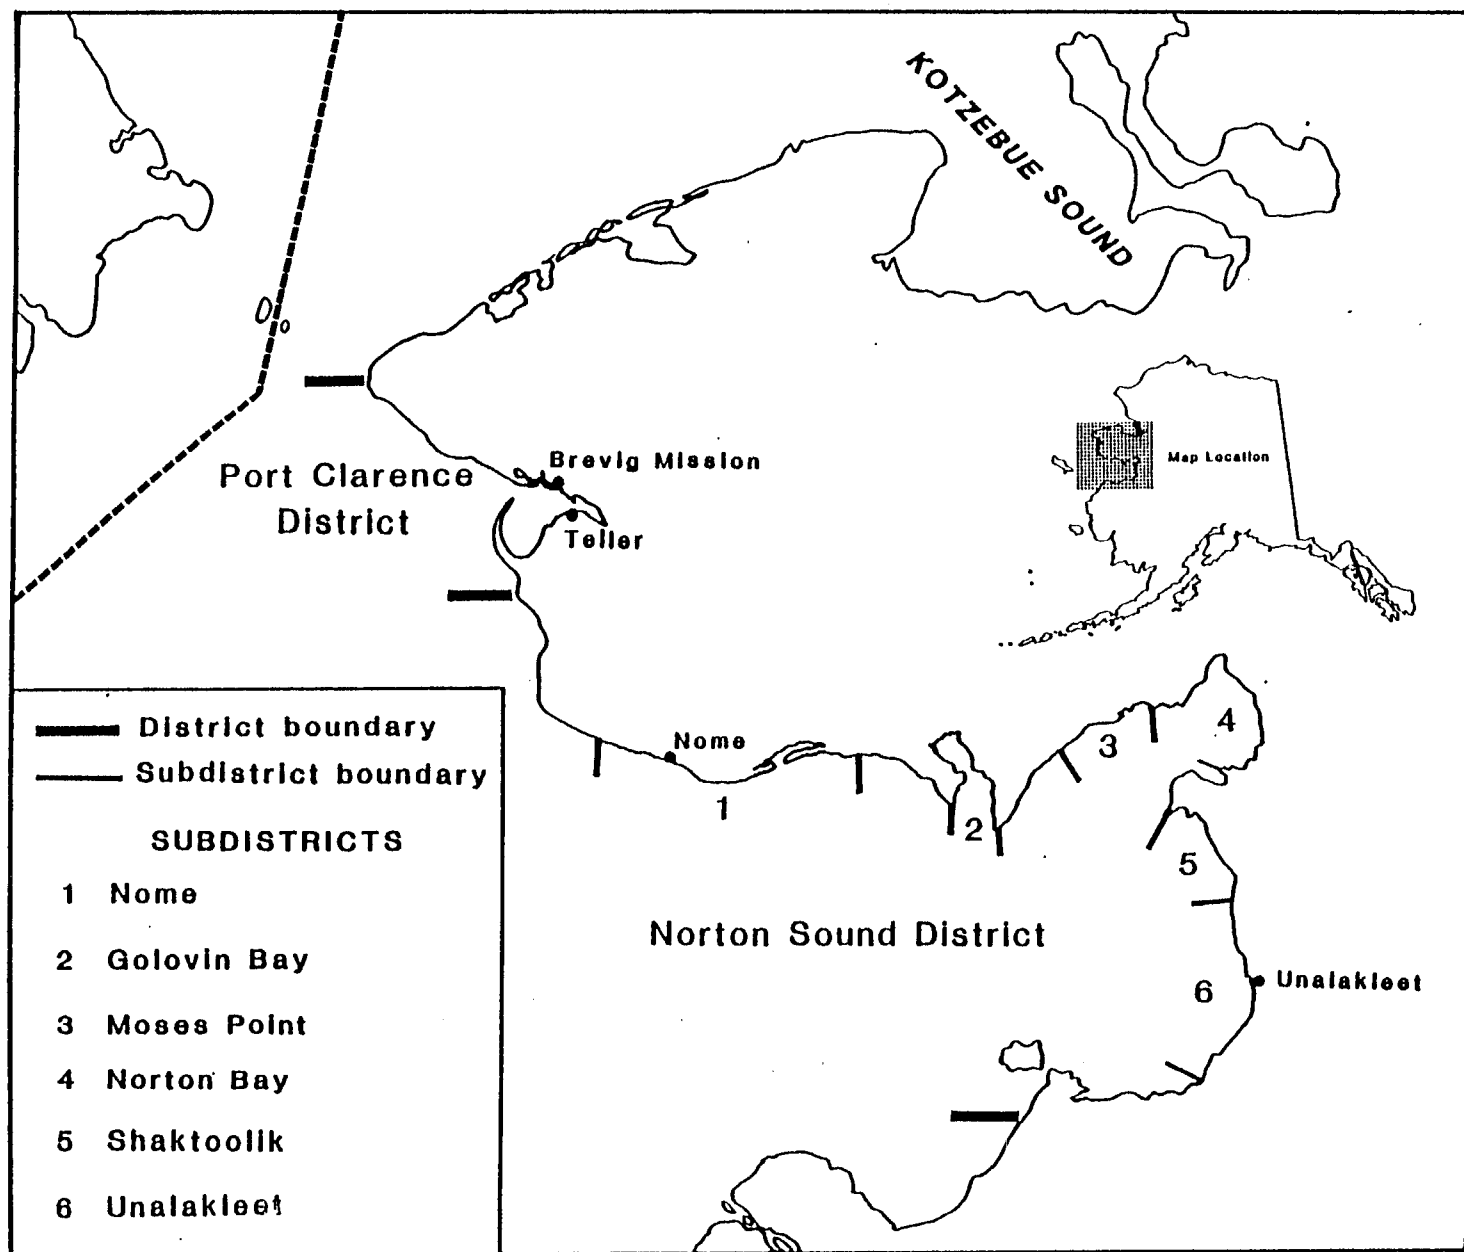 KOTZEBUE SOUND
Map Location
Brevig Mission
Port Clarence
District
Teller
Nome
1
2
3
4
5
6
Norton Sound District
Unalakleet
District boundary
Subdistrict boundary
SUBDISTRICTS
1 Nome
2 Golovin Bay
3 Moses Point
4 Norton Bay
5 Shaktoolik
6 Unalakleet